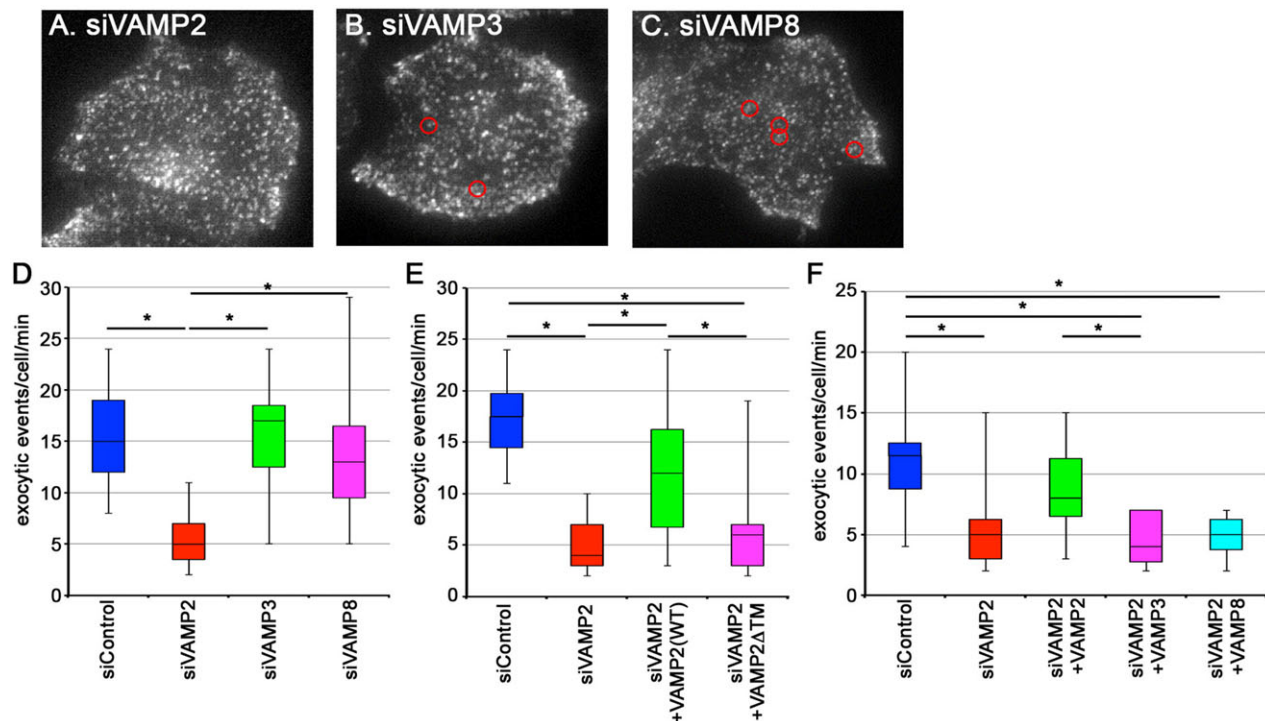 A. siVAMP2
B. siVAMP3
C. siVAMP8
D
exocytic events/cell/min
30
25
20
15
10
5
0
*
*
*
siControl
siVAMP2
siVAMP3
siVAMP8
E
exocytic events/cell/min
30
25
20
15
10
5
0
*
*
*
*
siControl
siVAMP2
siVAMP2
+VAMP2(WT)
siVAMP2
+VAMP2ΔTM
F
exocytic events/cell/min
25
20
15
10
5
0
*
*
*
*
siControl
siVAMP2
siVAMP2
+VAMP2
siVAMP2
+VAMP3
siVAMP2
+VAMP8